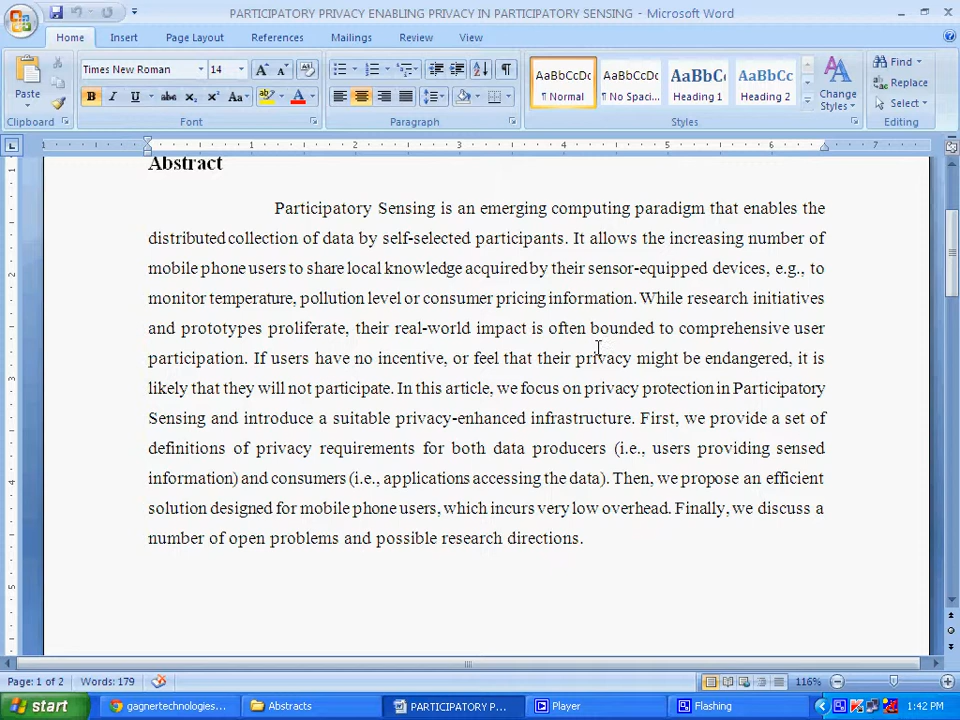 PARTICIPATORY PRIVACY ENABLING PRIVACY IN PARTICIPATORY SENSING - Microsoft Word
Home Insert Page Layout References Mailings Review View
Times New Roman 14
AaBbCcDc AaBbCcDc AaBbC AaBbCc
Paste ¶ Normal ¶ No Spaci... Heading 1 Heading 2 Change Styles Find Replace Select
Clipboard Font Paragraph Styles Editing
1 1 2 3 4 5 6 7
Abstract
Participatory Sensing is an emerging computing paradigm that enables the
distributed collection of data by self-selected participants. It allows the increasing number of
mobile phone users to share local knowledge acquired by their sensor-equipped devices, e.g., to
monitor temperature, pollution level or consumer pricing information. While research initiatives
and prototypes proliferate, their real-world impact is often bounded to comprehensive user
participation. If users have no incentive, or feel that their privacy might be endangered, it is
likely that they will not participate. In this article, we focus on privacy protection in Participatory
Sensing and introduce a suitable privacy-enhanced infrastructure. First, we provide a set of
definitions of privacy requirements for both data producers (i.e., users providing sensed
information) and consumers (i.e., applications accessing the data). Then, we propose an efficient
solution designed for mobile phone users, which incurs very low overhead. Finally, we discuss a
number of open problems and possible research directions.
Page: 1 of 2 Words: 179 116%
start gagnertechnologies... Abstracts PARTICIPATORY P... Player Flashing 1:42 PM